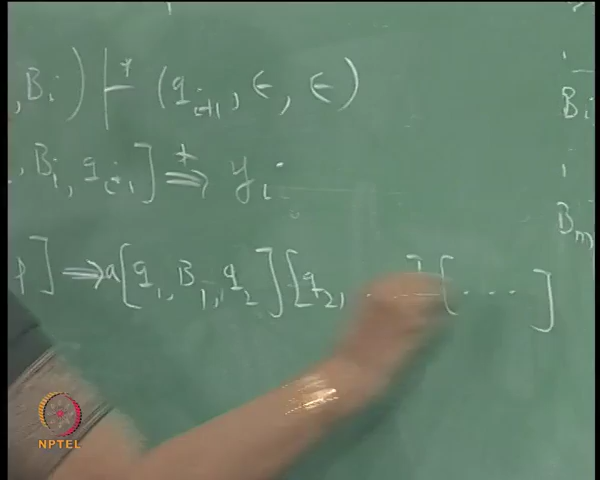 , B_i) ⊢* (q_{i+1}, ε, ε)
, B_i, q_{i+1}] ⇒* y_i
p] ⇒ a[q_1, B_1, q_2][q_2, ... ][...]
B_i
B_m
NPTEL